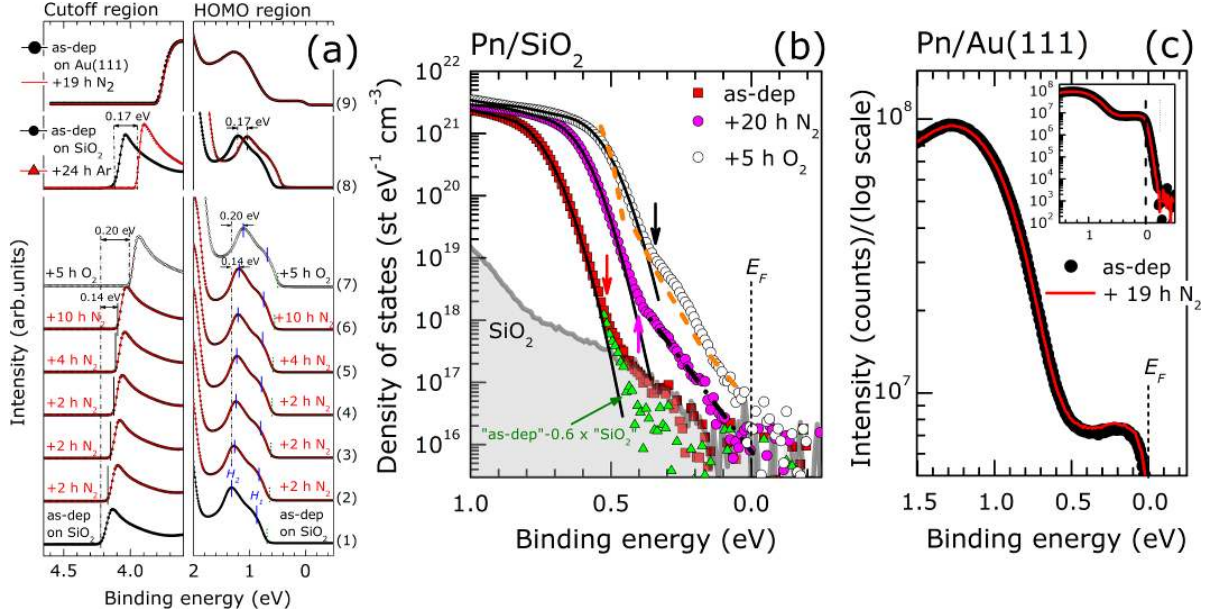 Cutoff region
HOMO region
(a)
as-dep
on Au(111)
+19 h N2
(9)
0.17 eV
0.17 eV
as-dep
on SiO2
+24 h Ar
(8)
0.20 eV
0.20 eV
+5 h O2
+5 h O2
(7)
0.14 eV
0.14 eV
+10 h N2
+10 h N2
(6)
+4 h N2
+4 h N2
(5)
+2 h N2
+2 h N2
(4)
+2 h N2
+2 h N2
(3)
+2 h N2
H2
H1
+2 h N2
(2)
as-dep
on SiO2
as-dep
on SiO2
(1)
4.5
4.0
2
1
0
Binding energy (eV)
Intensity (arb.units)
Pn/SiO2
(b)
10^22
10^21
10^20
10^19
10^18
10^17
10^16
as-dep
+20 h N2
+5 h O2
EF
SiO2
"as-dep"-0.6 x "SiO2"
1.0
0.5
0.0
Binding energy (eV)
Density of states (st eV^-1 cm^-3)
Pn/Au(111)
(c)
10^8
10^7
10^8
10^7
10^6
10^5
10^4
10^3
10^2
1
0
as-dep
+ 19 h N2
EF
1.5
1.0
0.5
0.0
Binding energy (eV)
Intensity (counts)/(log scale)